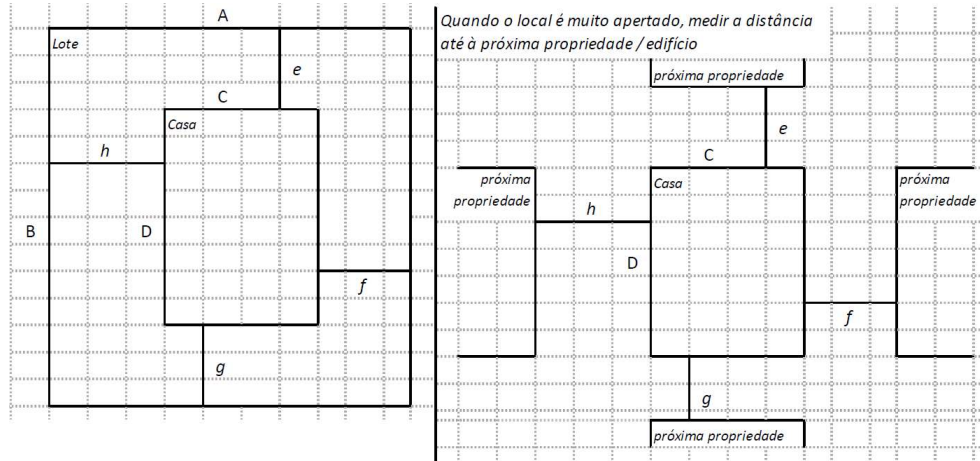 A
Lote
e
C
Casa
h
B
D
f
g
Quando o local é muito apertado, medir a distância
até à próxima propriedade / edifício
próxima propriedade
e
C
próxima
propriedade
Casa
próxima
propriedade
h
D
f
g
próxima propriedade